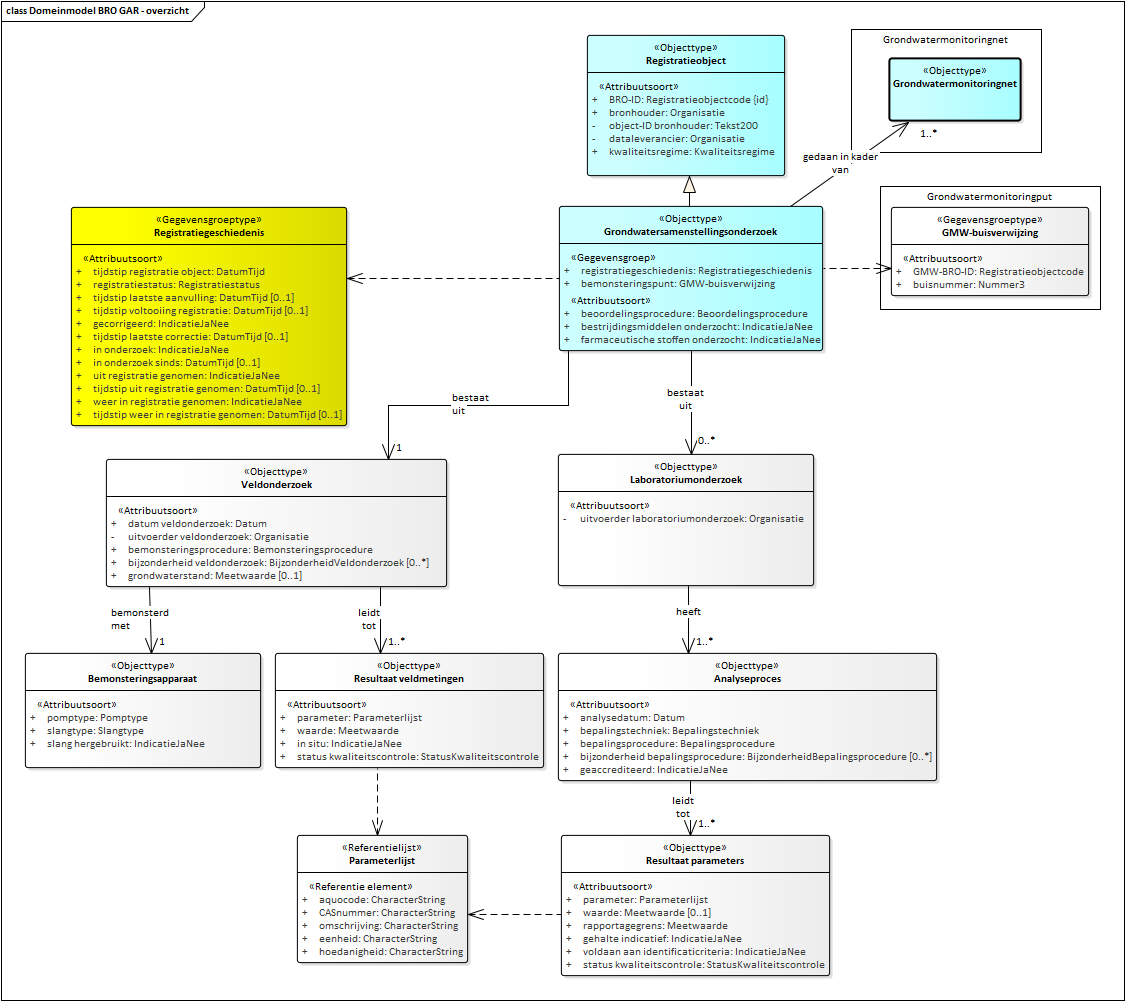 class Domeinmodel BRO GAR - overzicht
«Objecttype»
Registratieobject
«Attribuutsoort»
+ BRO-ID: Registratieobjectcode {id}
+ bronhouder: Organisatie
- object-ID bronhouder: Tekst200
- dataleverancier: Organisatie
+ kwaliteitsregime: Kwaliteitsregime
Grondwatermonitoringnet
«Objecttype»
Grondwatermonitoringnet
1..*
gedaan in kader
van
Grondwatermonitoringput
«Gegevensgroeptype»
GMW-buisverwijzing
«Attribuutsoort»
+ GMW-BRO-ID: Registratieobjectcode
+ buisnummer: Nummer3
«Gegevensgroeptype»
Registratiegeschiedenis
«Attribuutsoort»
+ tijdstip registratie object: DatumTijd
+ registratiestatus: Registratiestatus
+ tijdstip laatste aanvulling: DatumTijd [0..1]
+ tijdstip voltooiing registratie: DatumTijd [0..1]
+ gecorrigeerd: IndicatieJaNee
+ tijdstip laatste correctie: DatumTijd [0..1]
+ in onderzoek: IndicatieJaNee
+ in onderzoek sinds: DatumTijd [0..1]
+ uit registratie genomen: IndicatieJaNee
+ tijdstip uit registratie genomen: DatumTijd [0..1]
+ weer in registratie genomen: IndicatieJaNee
+ tijdstip weer in registratie genomen: DatumTijd [0..1]
«Objecttype»
Grondwatersamenstellingsonderzoek
«Gegevensgroep»
+ registratiegeschiedenis: Registratiegeschiedenis
+ bemonsteringspunt: GMW-buisverwijzing
«Attribuutsoort»
+ beoordelingsprocedure: Beoordelingsprocedure
+ bestrijdingsmiddelen onderzocht: IndicatieJaNee
+ farmaceutische stoffen onderzocht: IndicatieJaNee
bestaat
uit
1
bestaat
uit
0..*
«Objecttype»
Veldonderzoek
«Attribuutsoort»
+ datum veldonderzoek: Datum
- uitvoerder veldonderzoek: Organisatie
+ bemonsteringsprocedure: Bemonsteringsprocedure
+ bijzonderheid veldonderzoek: BijzonderheidVeldonderzoek [0..*]
+ grondwaterstand: Meetwaarde [0..1]
«Objecttype»
Laboratoriumonderzoek
«Attribuutsoort»
- uitvoerder laboratoriumonderzoek: Organisatie
bemonsterd
met
1
leidt
tot
1..*
heeft
1..*
«Objecttype»
Bemonsteringsapparaat
«Attribuutsoort»
+ pomptype: Pomptype
+ slangtype: Slangtype
+ slang hergebruikt: IndicatieJaNee
«Objecttype»
Resultaat veldmetingen
«Attribuutsoort»
+ parameter: Parameterlijst
+ waarde: Meetwaarde
+ in situ: IndicatieJaNee
+ status kwaliteitscontrole: StatusKwaliteitscontrole
«Objecttype»
Analyseproces
«Attribuutsoort»
+ analysedatum: Datum
+ bepalingstechniek: Bepalingstechniek
+ bepalingsprocedure: Bepalingsprocedure
+ bijzonderheid bepalingsprocedure: BijzonderheidBepalingsprocedure [0..*]
+ geaccrediteerd: IndicatieJaNee
leidt
tot
1..*
«Referentielijst»
Parameterlijst
«Referentie element»
+ aquocode: CharacterString
+ CASnummer: CharacterString
+ omschrijving: CharacterString
+ eenheid: CharacterString
+ hoedanigheid: CharacterString
«Objecttype»
Resultaat parameters
«Attribuutsoort»
+ parameter: Parameterlijst
+ waarde: Meetwaarde [0..1]
+ rapportagegrens: Meetwaarde
+ gehalte indicatief: IndicatieJaNee
+ voldaan aan identificaticriteria: IndicatieJaNee
+ status kwaliteitscontrole: StatusKwaliteitscontrole